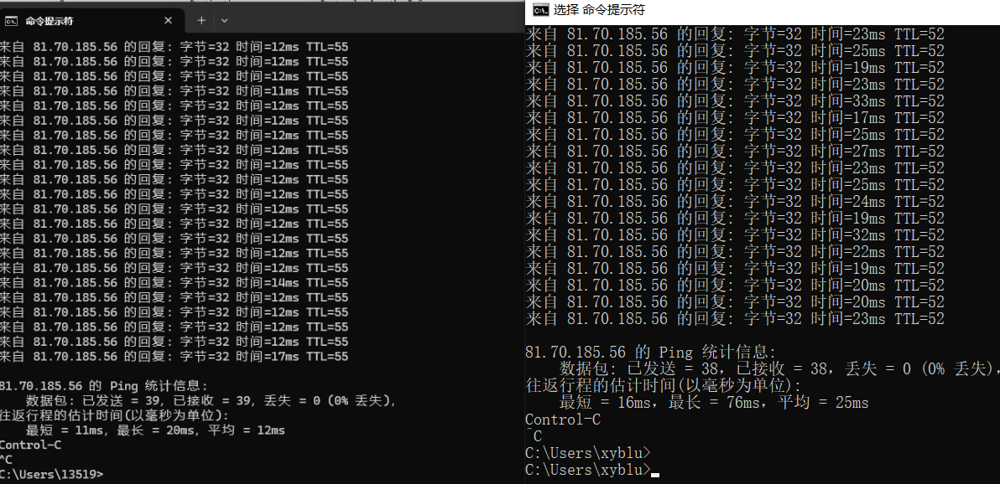 命令提示符
来自 81.70.185.56 的回复: 字节=32 时间=12ms TTL=55
来自 81.70.185.56 的回复: 字节=32 时间=12ms TTL=55
来自 81.70.185.56 的回复: 字节=32 时间=12ms TTL=55
来自 81.70.185.56 的回复: 字节=32 时间=11ms TTL=55
来自 81.70.185.56 的回复: 字节=32 时间=12ms TTL=55
来自 81.70.185.56 的回复: 字节=32 时间=12ms TTL=55
来自 81.70.185.56 的回复: 字节=32 时间=12ms TTL=55
来自 81.70.185.56 的回复: 字节=32 时间=12ms TTL=55
来自 81.70.185.56 的回复: 字节=32 时间=12ms TTL=55
来自 81.70.185.56 的回复: 字节=32 时间=12ms TTL=55
来自 81.70.185.56 的回复: 字节=32 时间=12ms TTL=55
来自 81.70.185.56 的回复: 字节=32 时间=12ms TTL=55
来自 81.70.185.56 的回复: 字节=32 时间=12ms TTL=55
来自 81.70.185.56 的回复: 字节=32 时间=12ms TTL=55
来自 81.70.185.56 的回复: 字节=32 时间=12ms TTL=55
来自 81.70.185.56 的回复: 字节=32 时间=12ms TTL=55
来自 81.70.185.56 的回复: 字节=32 时间=14ms TTL=55
来自 81.70.185.56 的回复: 字节=32 时间=12ms TTL=55
来自 81.70.185.56 的回复: 字节=32 时间=12ms TTL=55
来自 81.70.185.56 的回复: 字节=32 时间=12ms TTL=55
来自 81.70.185.56 的回复: 字节=32 时间=12ms TTL=55
来自 81.70.185.56 的回复: 字节=32 时间=17ms TTL=55
81.70.185.56 的 Ping 统计信息:
数据包: 已发送 = 39, 已接收 = 39, 丢失 = 0 (0% 丢失),
往返行程的估计时间(以毫秒为单位):
最短 = 11ms, 最长 = 20ms, 平均 = 12ms
Control-C
^C
C:\Users\13519>
选择 命令提示符
来自 81.70.185.56 的回复: 字节=32 时间=23ms TTL=52
来自 81.70.185.56 的回复: 字节=32 时间=25ms TTL=52
来自 81.70.185.56 的回复: 字节=32 时间=19ms TTL=52
来自 81.70.185.56 的回复: 字节=32 时间=23ms TTL=52
来自 81.70.185.56 的回复: 字节=32 时间=33ms TTL=52
来自 81.70.185.56 的回复: 字节=32 时间=17ms TTL=52
来自 81.70.185.56 的回复: 字节=32 时间=25ms TTL=52
来自 81.70.185.56 的回复: 字节=32 时间=27ms TTL=52
来自 81.70.185.56 的回复: 字节=32 时间=23ms TTL=52
来自 81.70.185.56 的回复: 字节=32 时间=25ms TTL=52
来自 81.70.185.56 的回复: 字节=32 时间=24ms TTL=52
来自 81.70.185.56 的回复: 字节=32 时间=19ms TTL=52
来自 81.70.185.56 的回复: 字节=32 时间=32ms TTL=52
来自 81.70.185.56 的回复: 字节=32 时间=22ms TTL=52
来自 81.70.185.56 的回复: 字节=32 时间=19ms TTL=52
来自 81.70.185.56 的回复: 字节=32 时间=20ms TTL=52
来自 81.70.185.56 的回复: 字节=32 时间=20ms TTL=52
来自 81.70.185.56 的回复: 字节=32 时间=23ms TTL=52
81.70.185.56 的 Ping 统计信息:
数据包: 已发送 = 38, 已接收 = 38, 丢失 = 0 (0% 丢失),
往返行程的估计时间(以毫秒为单位):
最短 = 16ms, 最长 = 76ms, 平均 = 25ms
Control-C
^C
C:\Users\xyblu>
C:\Users\xyblu>